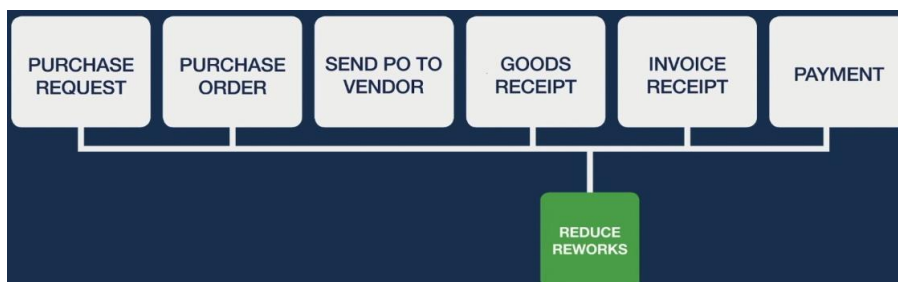 PURCHASE
REQUEST
PURCHASE
ORDER
SEND PO TO
VENDOR
GOODS
RECEIPT
INVOICE
RECEIPT
PAYMENT
REDUCE
REWORKS